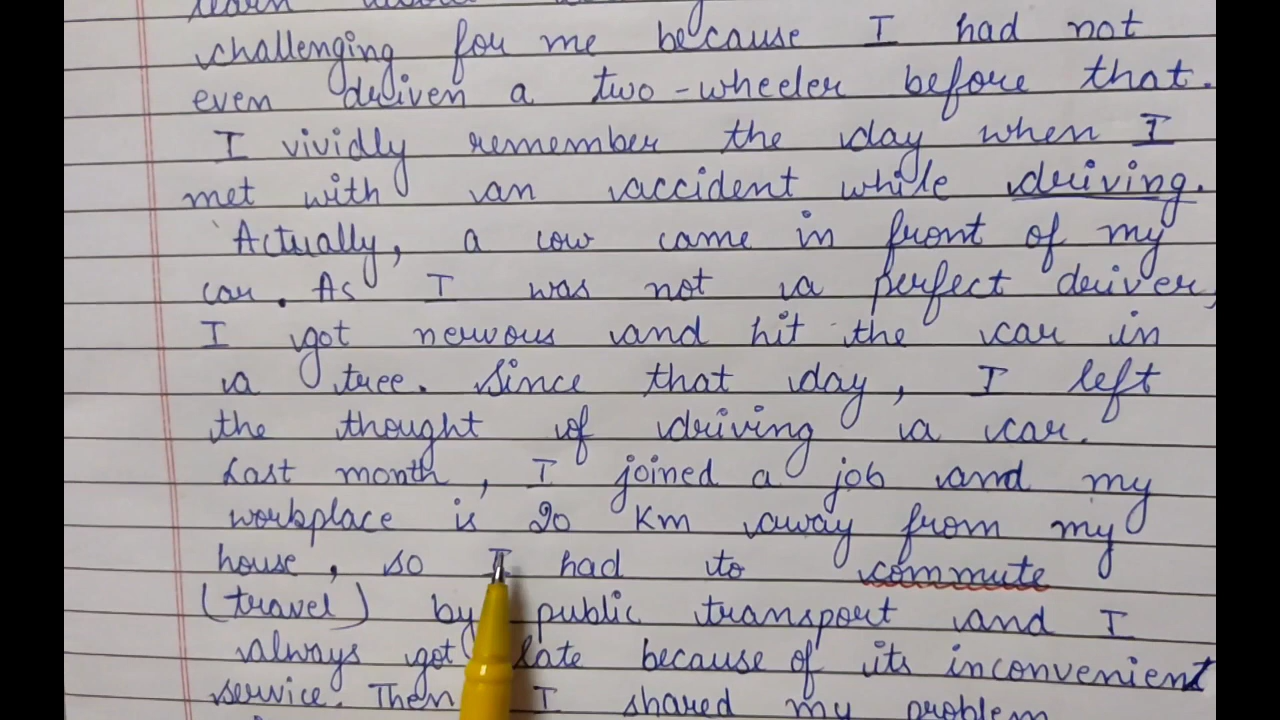 learn
challenging for me because I had not
even driven a two-wheeler before that.
I vividly remember the day when I
met with an accident while driving.
Actually, a cow came in front of my
car. As I was not a perfect driver,
I got nervous and hit the car in
a tree. Since that day, I left
the thought of driving a car.
Last month, I joined a job and my
workplace is 20 Km away from my
house, so I had to commute
(travel) by public transport and I
always got late because of its inconvenient
service. Then I shared my problem